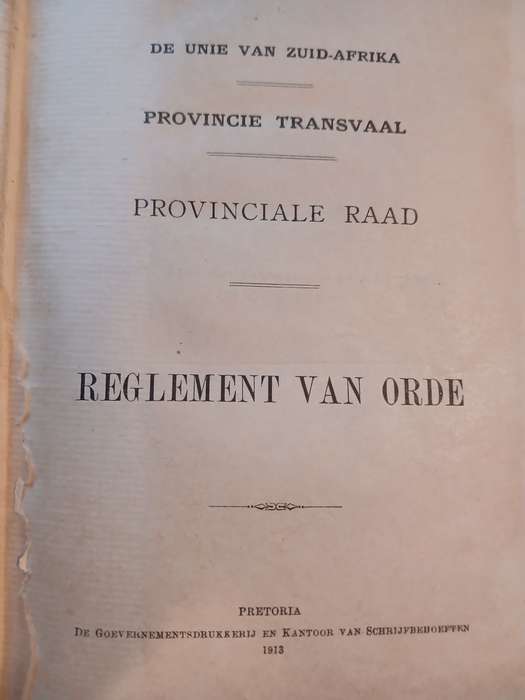 DE UNIE VAN ZUID-AFRIKA
PROVINCIE TRANSVAAL
PROVINCIALE RAAD
REGLEMENT VAN ORDE
PRETORIA
DE GOEVERNEMENTSDRUKKERIJ EN KANTOOR VAN SCHRIJFBEHOEFTEN
1913